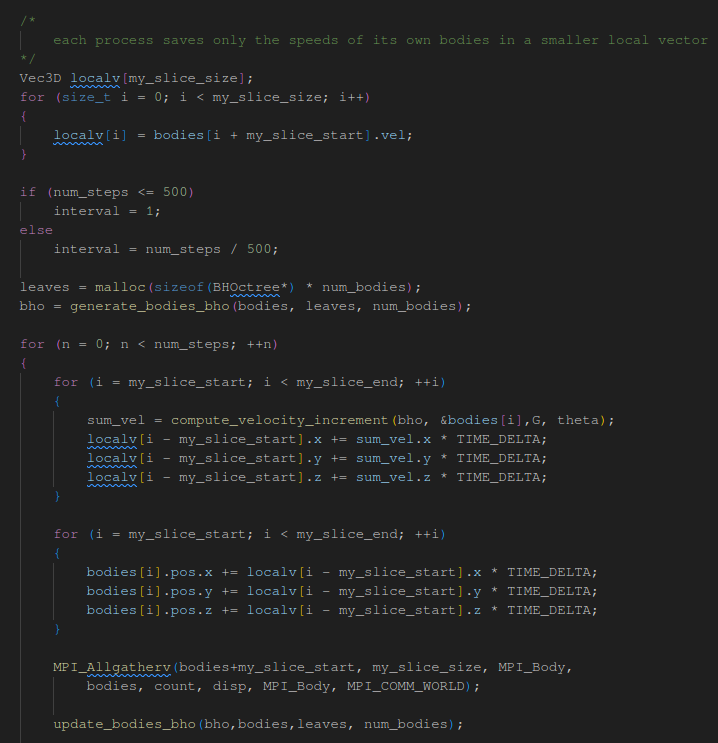 /*
    each process saves only the speeds of its own bodies in a smaller local vector
*/
Vec3D localv[my_slice_size];
for (size_t i = 0; i < my_slice_size; i++)
{
    localv[i] = bodies[i + my_slice_start].vel;
}
if (num_steps <= 500)
    interval = 1;
else
    interval = num_steps / 500;
leaves = malloc(sizeof(BHOctree*) * num_bodies);
bho = generate_bodies_bho(bodies, leaves, num_bodies);
for (n = 0; n < num_steps; ++n)
{
    for (i = my_slice_start; i < my_slice_end; ++i)
    {
        sum_vel = compute_velocity_increment(bho, &bodies[i],G, theta);
        localv[i - my_slice_start].x += sum_vel.x * TIME_DELTA;
        localv[i - my_slice_start].y += sum_vel.y * TIME_DELTA;
        localv[i - my_slice_start].z += sum_vel.z * TIME_DELTA;
    }
    for (i = my_slice_start; i < my_slice_end; ++i)
    {
        bodies[i].pos.x += localv[i - my_slice_start].x * TIME_DELTA;
        bodies[i].pos.y += localv[i - my_slice_start].y * TIME_DELTA;
        bodies[i].pos.z += localv[i - my_slice_start].z * TIME_DELTA;
    }
    MPI_Allgatherv(bodies+my_slice_start, my_slice_size, MPI_Body,
        bodies, count, disp, MPI_Body, MPI_COMM_WORLD);
    update_bodies_bho(bho,bodies,leaves, num_bodies);